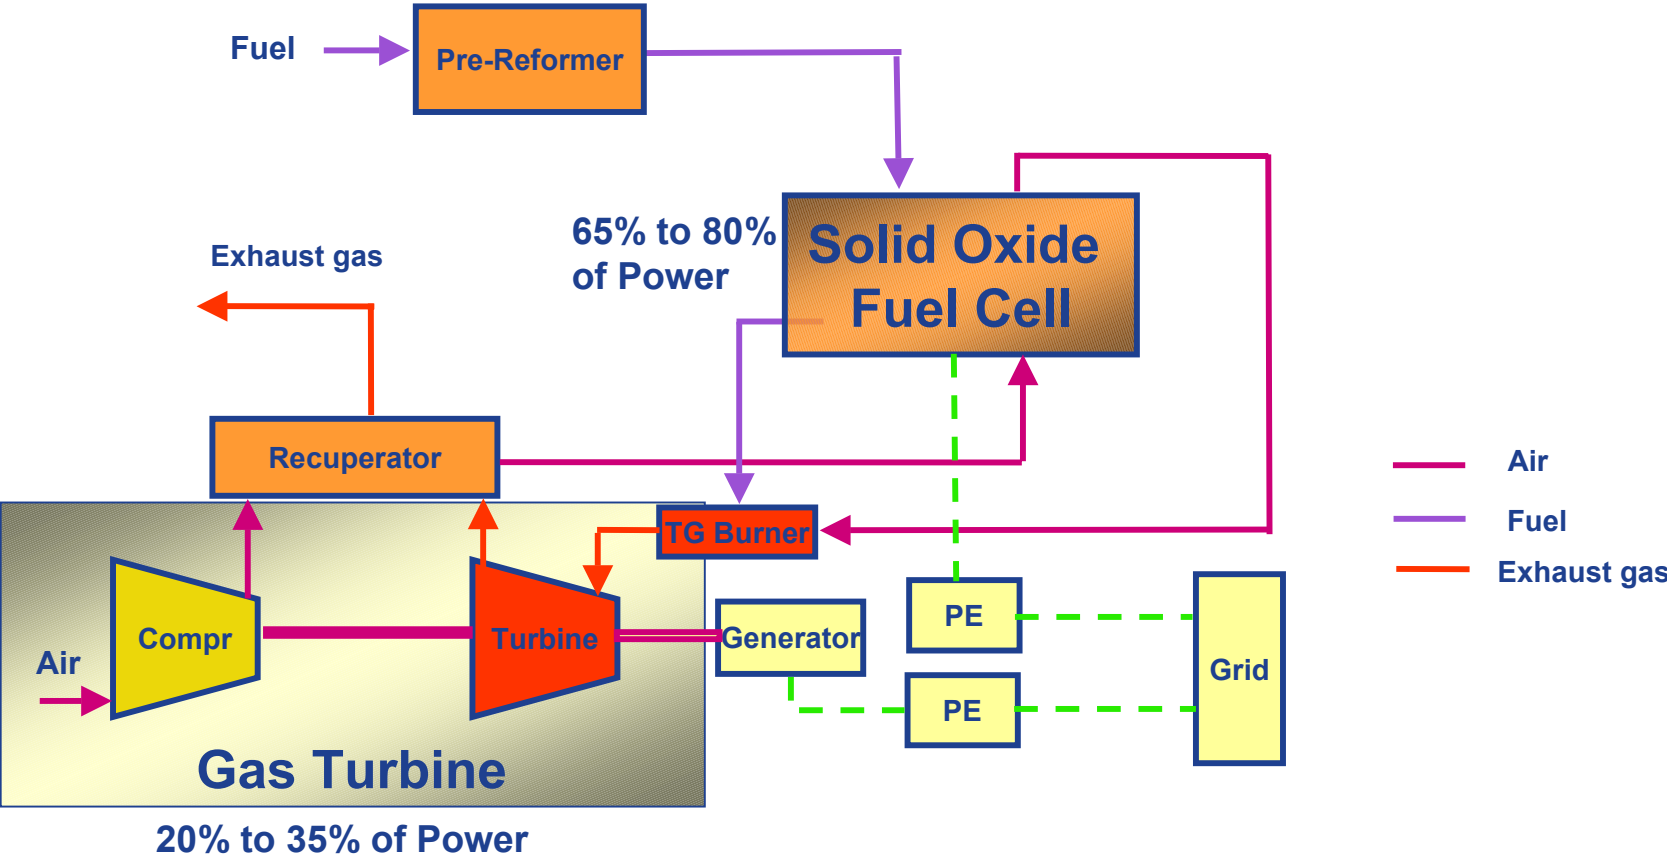 Fuel
Pre-Reformer
65% to 80%
of Power
Solid Oxide
Fuel Cell
Exhaust gas
Recuperator
Air
Fuel
Exhaust gas
TG Burner
Compr
Turbine
Generator
PE
Grid
Air
PE
Gas Turbine
20% to 35% of Power